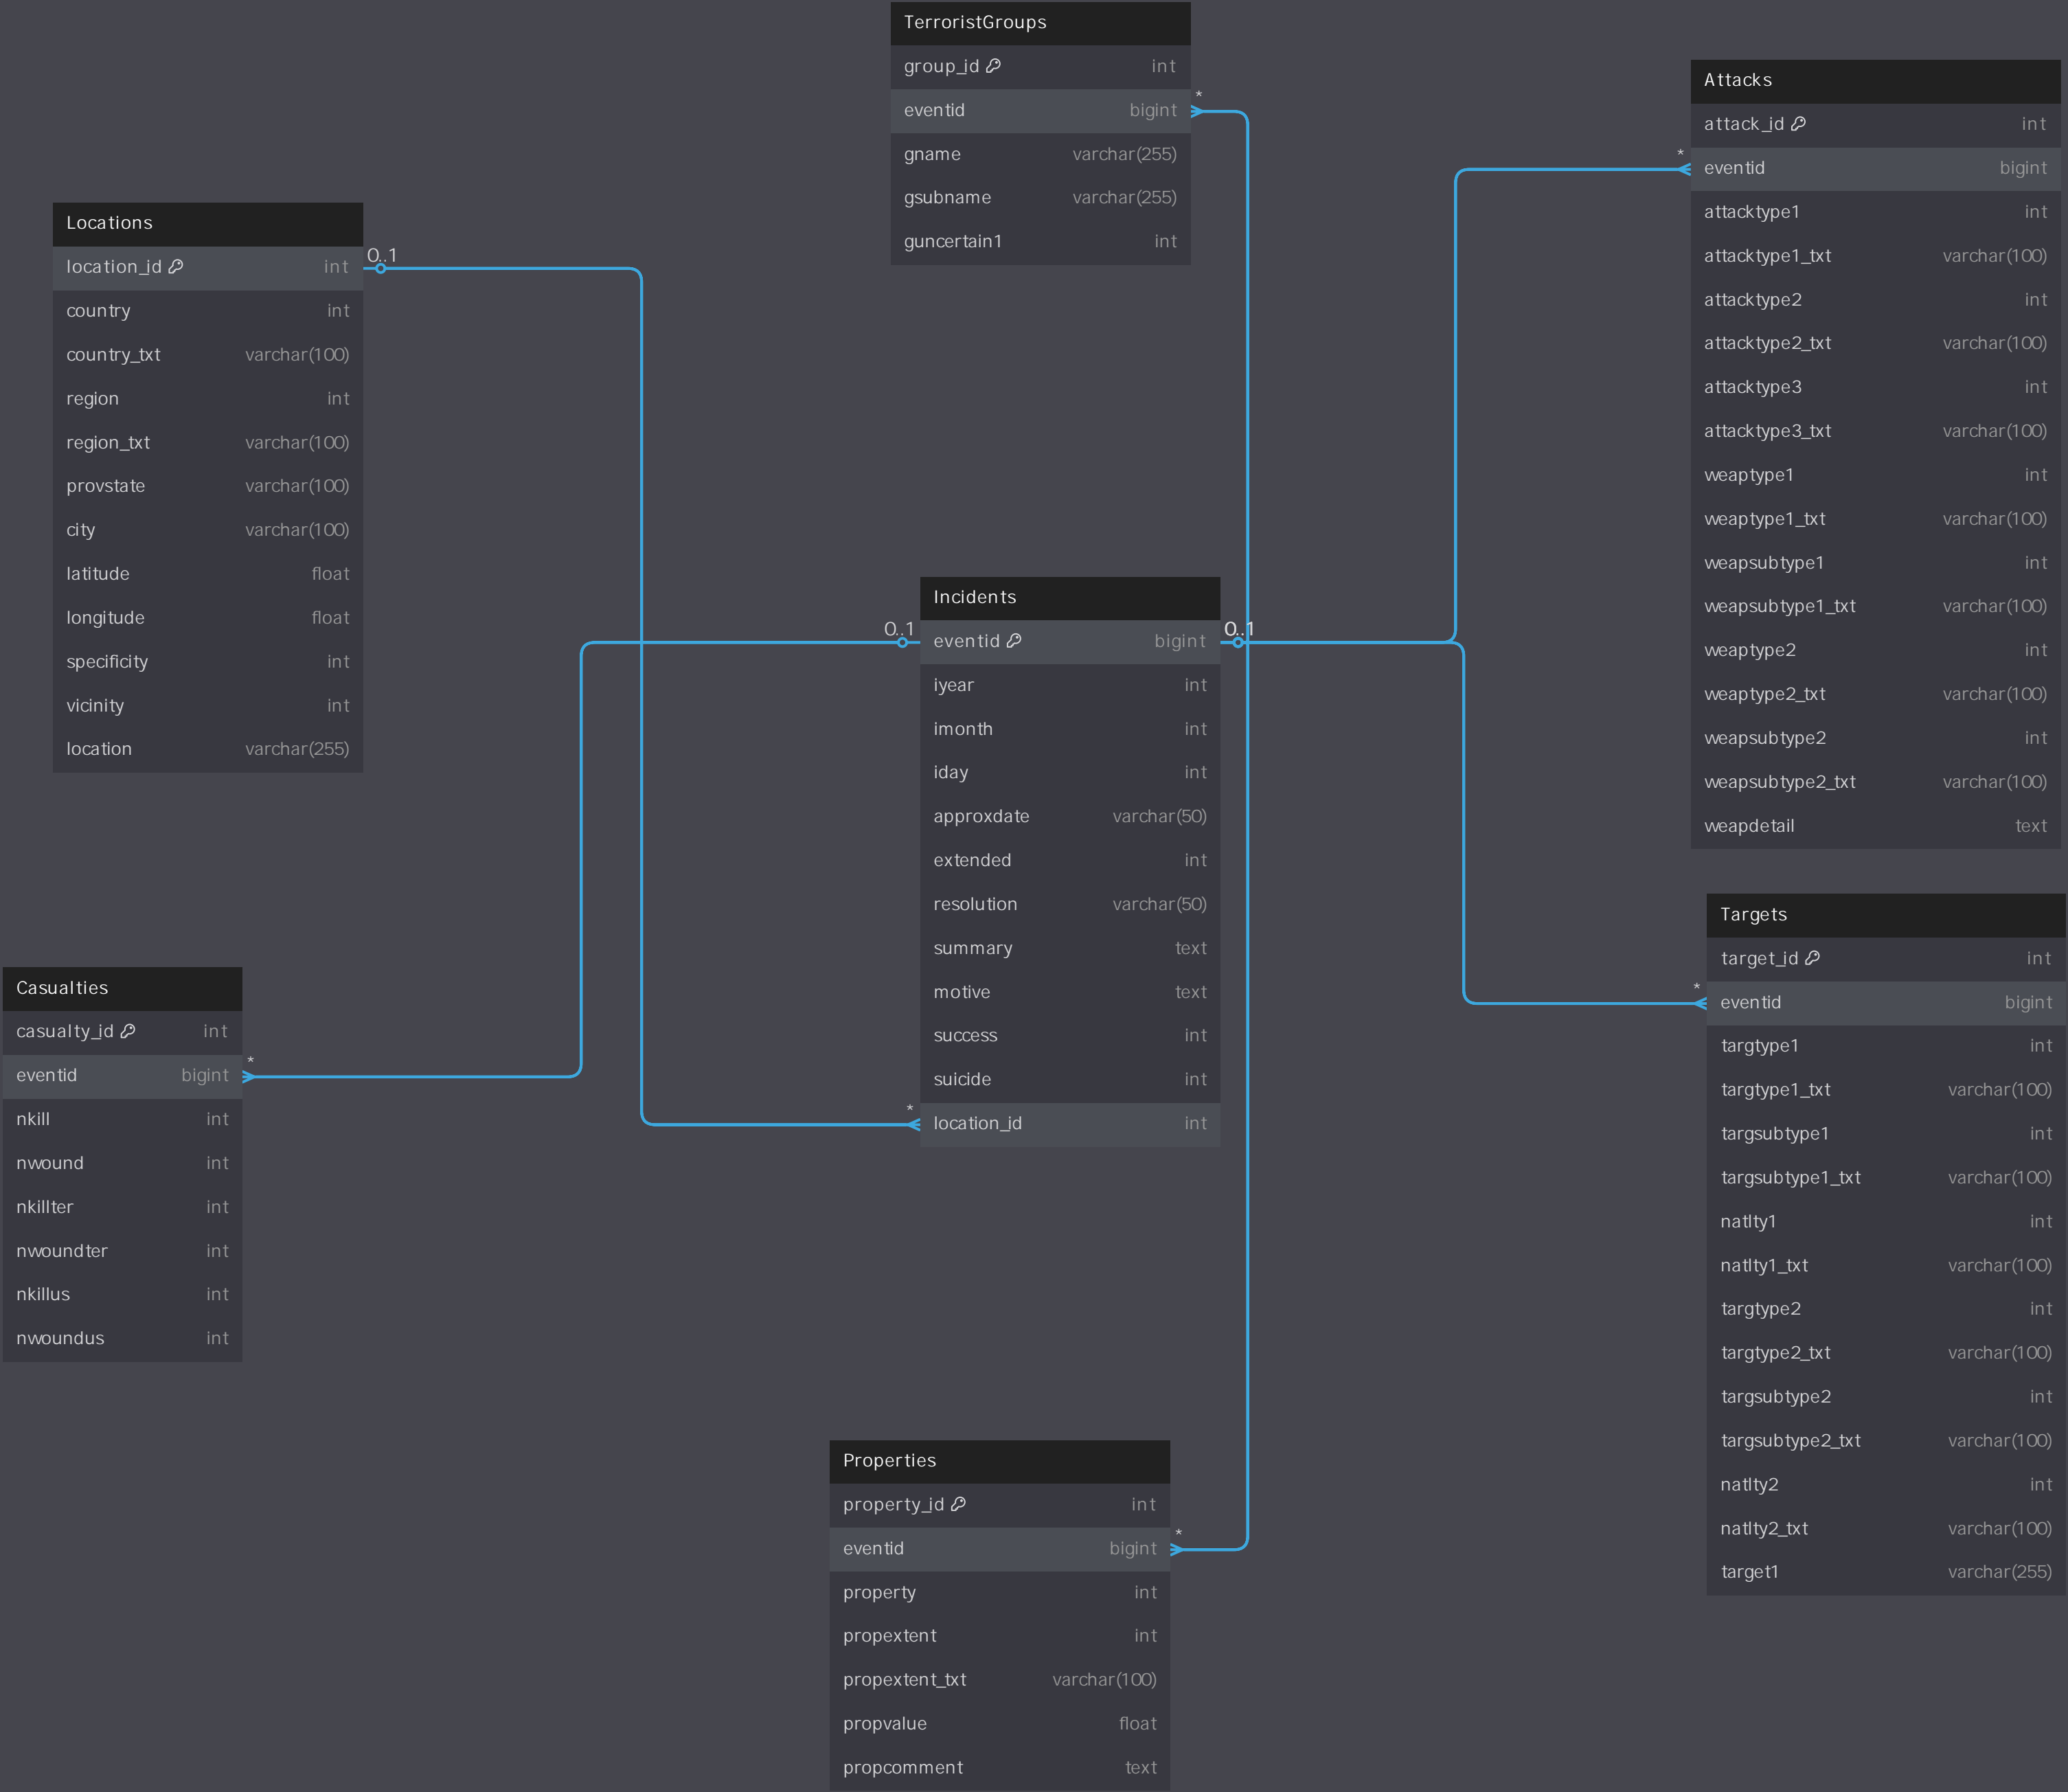 TerroristGroups
group_id int
eventid bigint
gname varchar(255)
gsubname varchar(255)
guncertain1 int
*
Attacks
attack_id int
eventid bigint
attacktype1 int
attacktype1_txt varchar(100)
attacktype2 int
attacktype2_txt varchar(100)
attacktype3 int
attacktype3_txt varchar(100)
weaptype1 int
weaptype1_txt varchar(100)
weapsubtype1 int
weapsubtype1_txt varchar(100)
weaptype2 int
weaptype2_txt varchar(100)
weapsubtype2 int
weapsubtype2_txt varchar(100)
weapdetail text
*
Locations
location_id int
country int
country_txt varchar(100)
region int
region_txt varchar(100)
provstate varchar(100)
city varchar(100)
latitude float
longitude float
specificity int
vicinity int
location varchar(255)
0..1
Incidents
0..1
eventid bigint
0..1
iyear int
imonth int
iday int
approxdate varchar(50)
extended int
resolution varchar(50)
summary text
motive text
success int
suicide int
*
location_id int
Targets
target_id int
*
eventid bigint
targtype1 int
targtype1_txt varchar(100)
targsubtype1 int
targsubtype1_txt varchar(100)
natlty1 int
natlty1_txt varchar(100)
targtype2 int
targtype2_txt varchar(100)
targsubtype2 int
targsubtype2_txt varchar(100)
natlty2 int
natlty2_txt varchar(100)
target1 varchar(255)
Casualties
casualty_id int
eventid bigint
*
nkill int
nwound int
nkillter int
nwoundter int
nkillus int
nwoundus int
Properties
property_id int
eventid bigint
*
property int
propextent int
propextent_txt varchar(100)
propvalue float
propcomment text